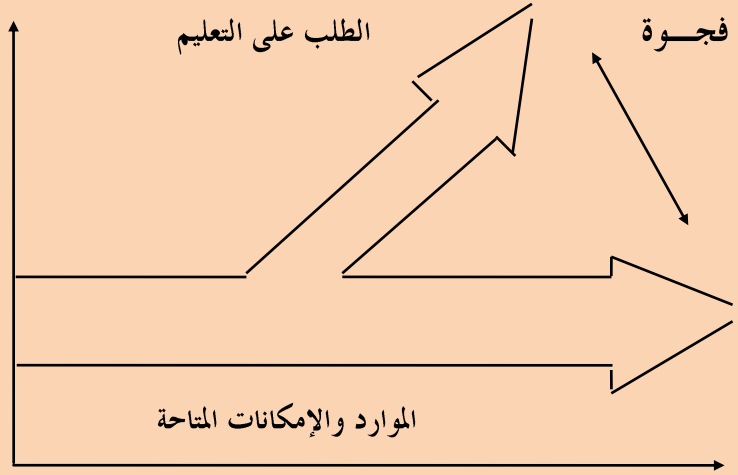 فجـــوة
الطلب على التعليم
الموارد والإمكانات المتاحة